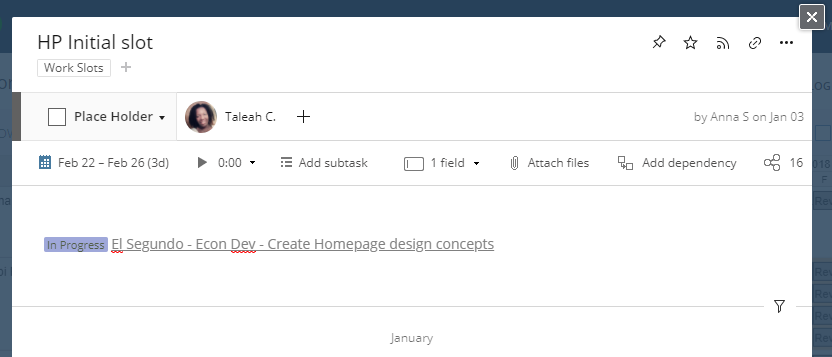 HP Initial slot
Work Slots
Place Holder
Taleah C.
by Anna S on Jan 03
Feb 22 – Feb 26 (3d)
0:00
Add subtask
1 field
Attach files
Add dependency
16
In Progress El Segundo - Econ Dev - Create Homepage design concepts
January